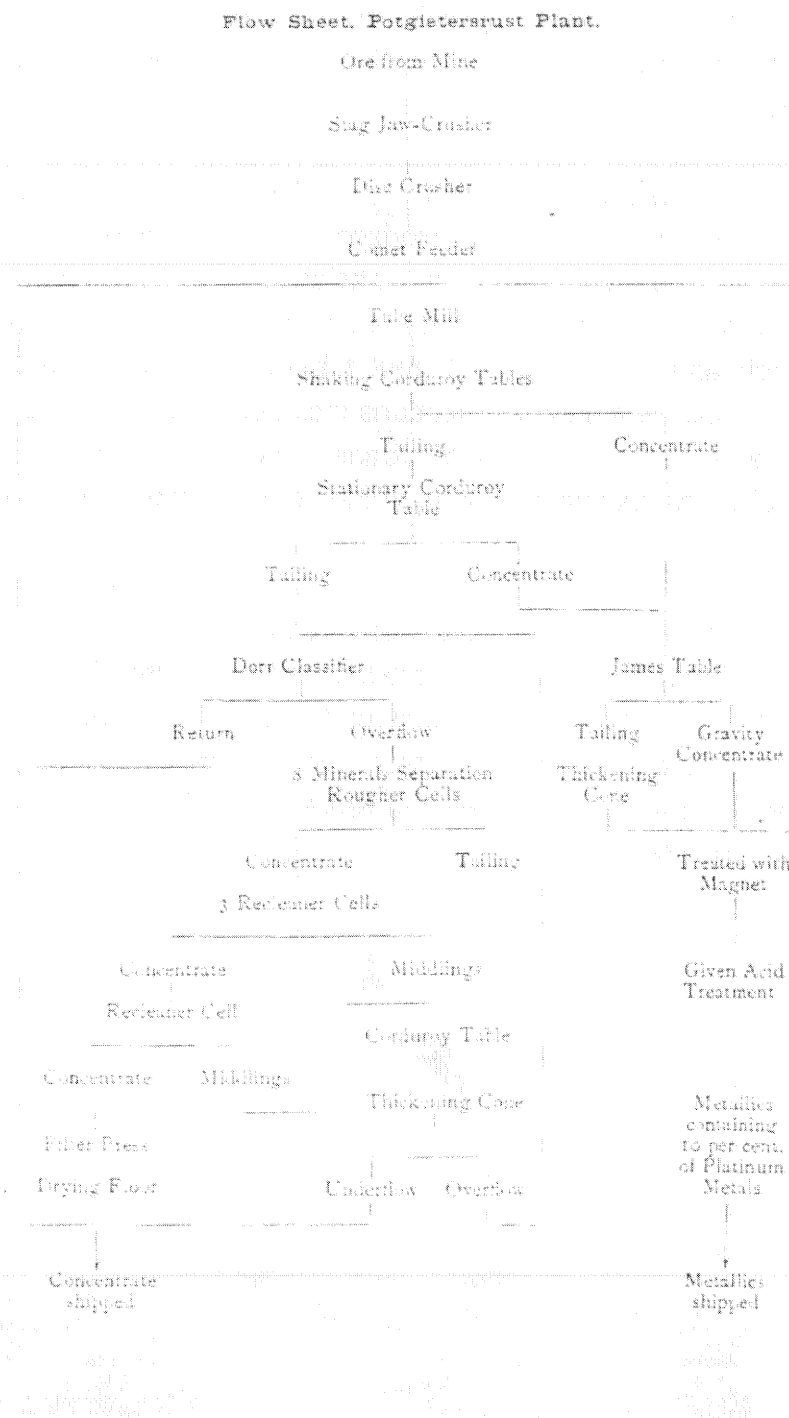 Flow Sheet. Potgietersrust Plant.
Ore from Mine
Stag Jaw-Crusher
Disc Crusher
Comet Feeder
Tube Mill
Shaking Corduroy Tables
Tailing Concentrate
Stationary Corduroy
Table
Tailing Concentrate
Dorr Classifier James Table
Return Overflow Tailing Gravity
Concentrate
8 Minerals Separation Thickening
Rougher Cells Cone
Concentrate Tailing Treated with
Magnet
3 Recleaner Cells
Concentrate Middlings Given Acid
Treatment
Recleaner Cell
Corduroy Table
Concentrate Middlings
Thickening Cone Metallics
containing
Filter Press per cent.
of Platinum
Drying Floor Underflow Overflow Metals
Concentrate Metallics
shipped shipped